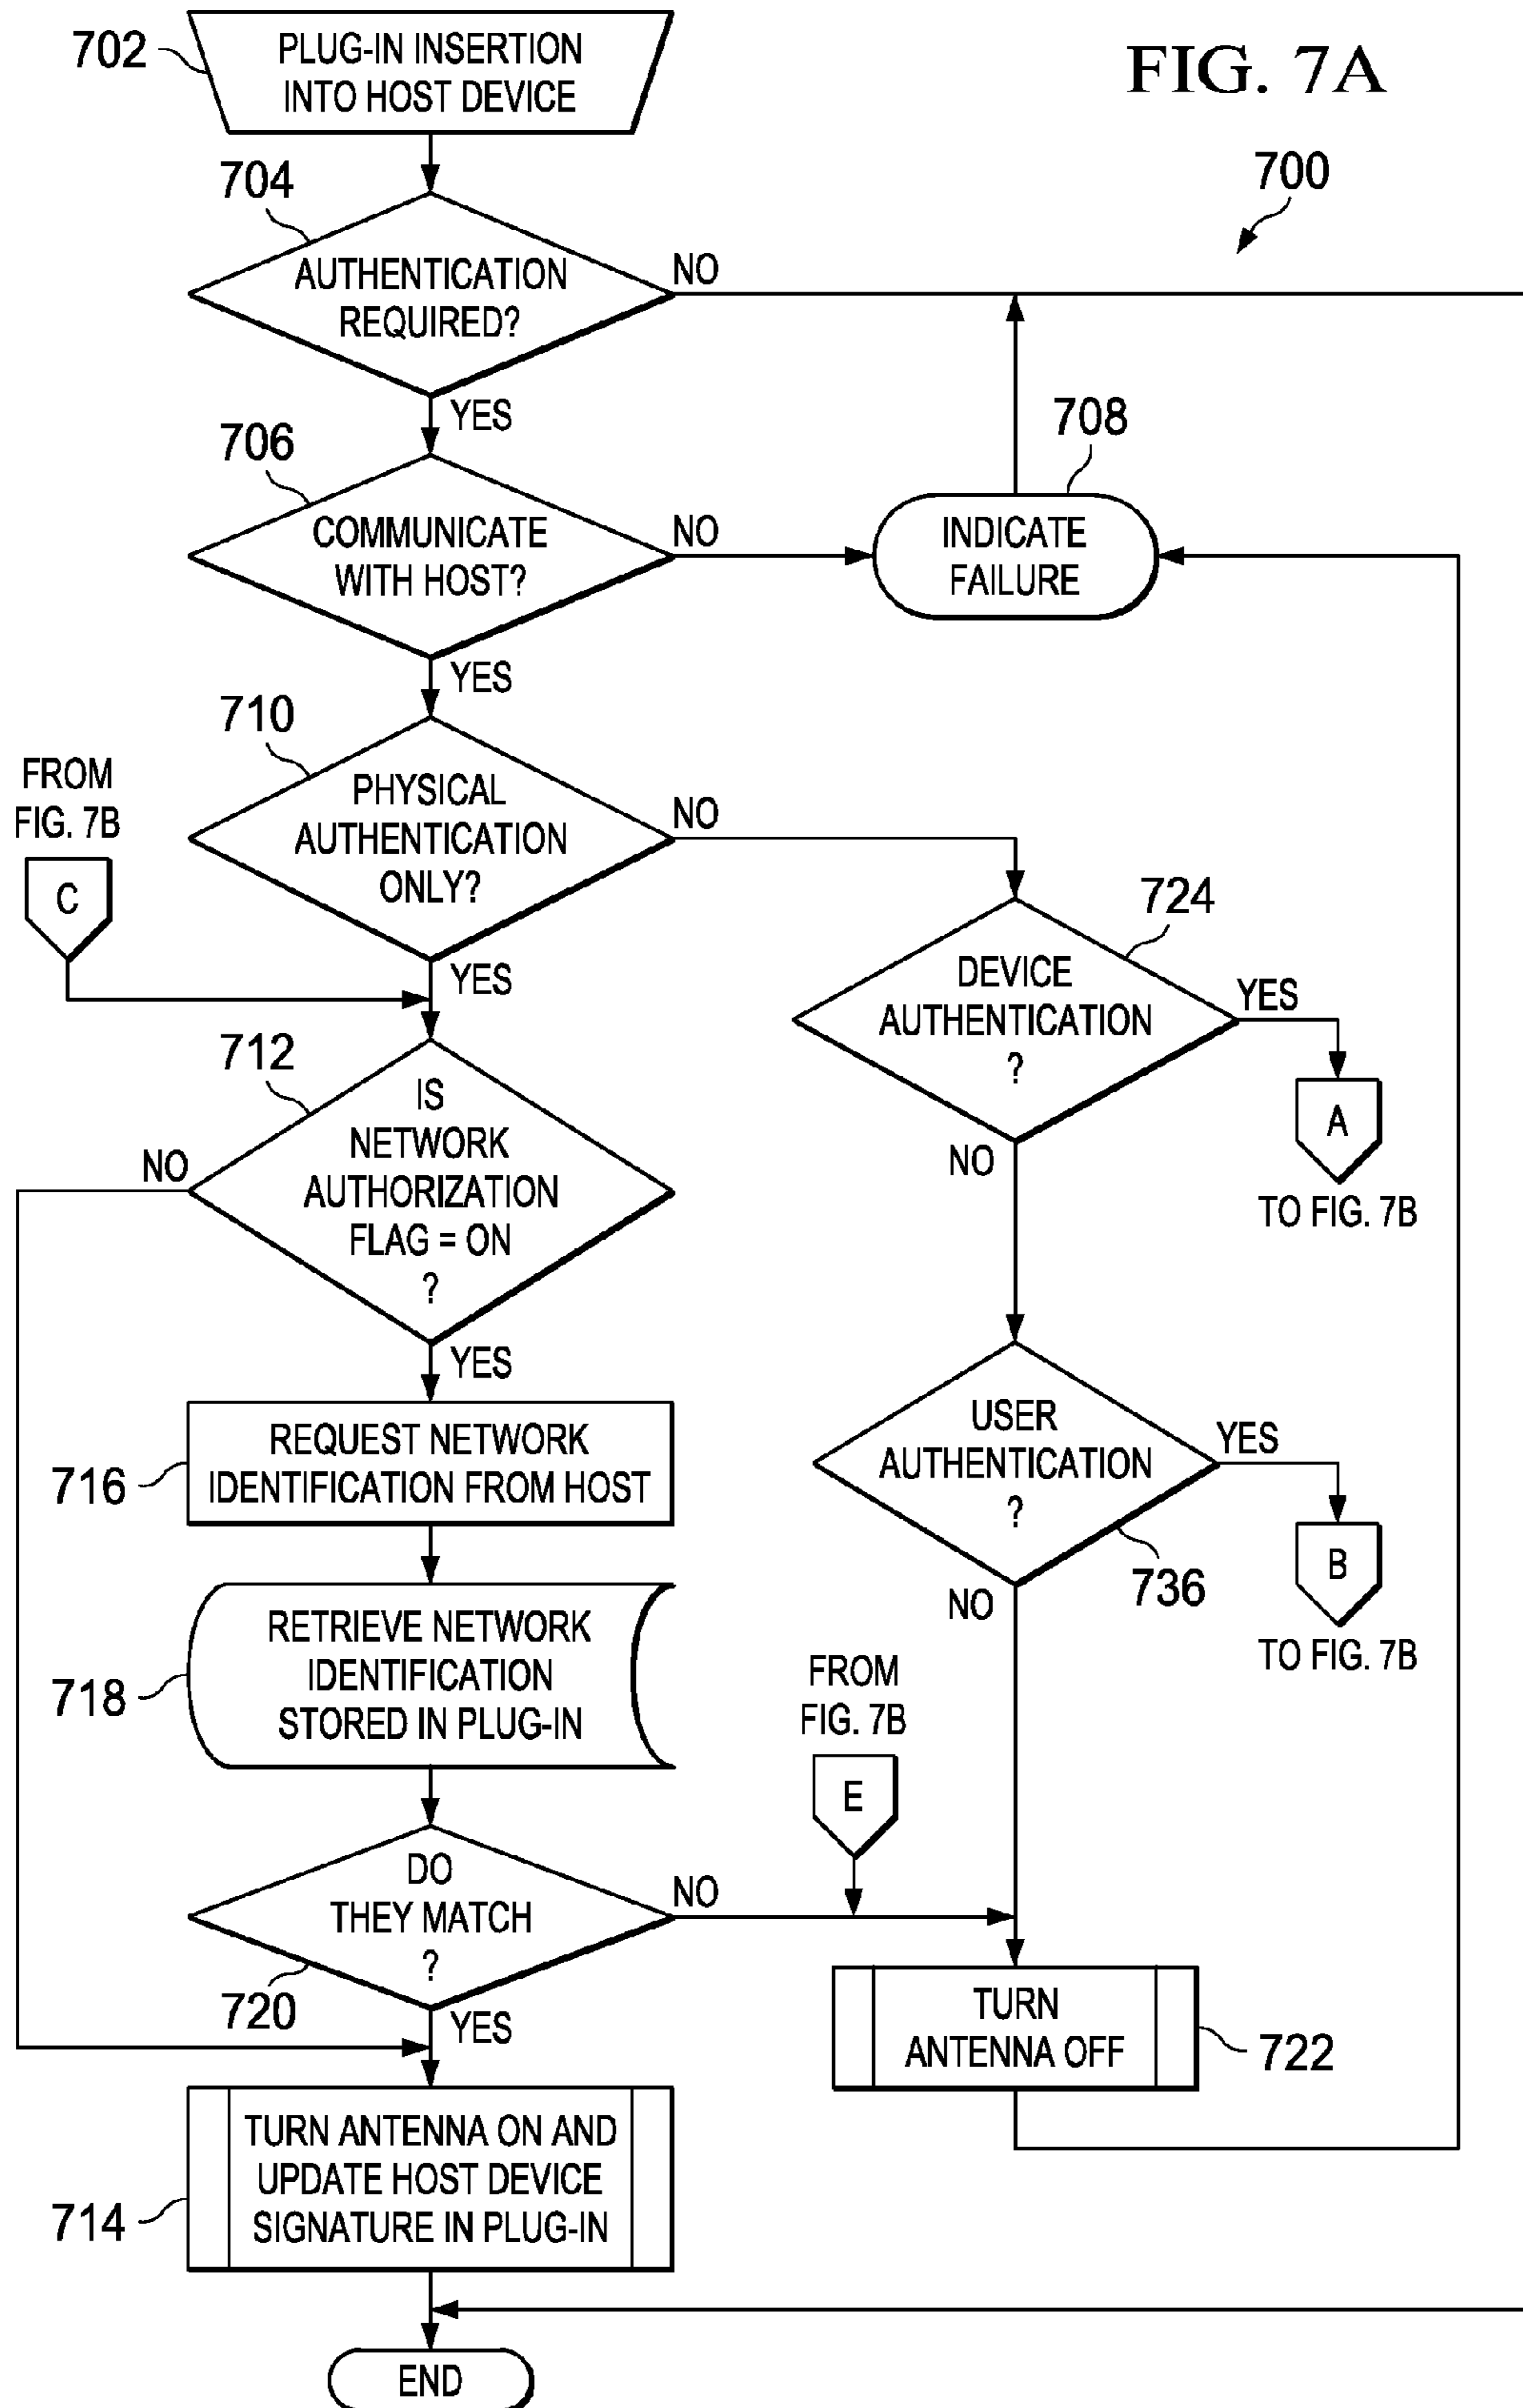 FIG. 7A
700
702
PLUG-IN INSERTION
INTO HOST DEVICE
704
AUTHENTICATION
REQUIRED?
NO
YES
706
COMMUNICATE
WITH HOST?
NO
YES
708
INDICATE
FAILURE
710
PHYSICAL
AUTHENTICATION
ONLY?
NO
YES
FROM
FIG. 7B
C
712
IS
NETWORK
AUTHORIZATION
FLAG = ON
?
NO
YES
724
DEVICE
AUTHENTICATION
?
YES
NO
A
TO FIG. 7B
716
REQUEST NETWORK
IDENTIFICATION FROM HOST
USER
AUTHENTICATION
?
YES
NO
736
B
TO FIG. 7B
718
RETRIEVE NETWORK
IDENTIFICATION
STORED IN PLUG-IN
FROM
FIG. 7B
E
DO
THEY MATCH
?
NO
720
YES
TURN
ANTENNA OFF
722
714
TURN ANTENNA ON AND
UPDATE HOST DEVICE
SIGNATURE IN PLUG-IN
END